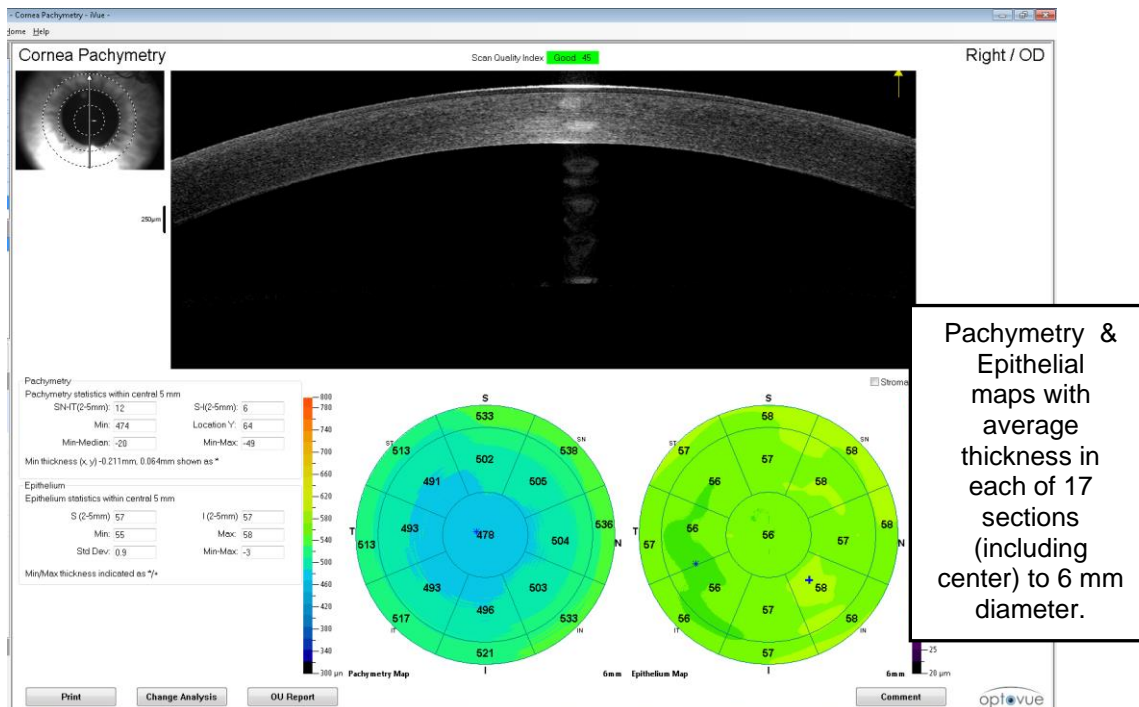 - Cornea Pachymetry - iVue -
Home Help
Cornea Pachymetry
Scan Quality Index Good 45
Right / OD
250µm
Pachymetry & Epithelial maps with average thickness in each of 17 sections (including center) to 6 mm diameter.
Pachymetry
Pachymetry statistics within central 5 mm
SN-IT(2-5mm): 12 S-I(2-5mm): 6
Min: 474 Location Y: 64
Min-Median: -20 Min-Max: -49
Min thickness (x, y) -0.211mm, 0.064mm shown as *
Epithelium
Epithelium statistics within central 5 mm
S (2-5mm) 57 I (2-5mm) 57
Min: 55 Max: 58
Std Dev: 0.9 Min-Max: -3
Min/Max thickness indicated as */+
800
780
740
700
660
620
580
540
500
460
420
380
340
300 µm
S
533
ST 513 538 SN
502
491 505
T 513 493 * 478 504 536 N
493 503
496
517 533
IT IN
521
I
Pachymetry Map 6mm
Stroma
S
58
ST 57 58 SN
57
56 58
T 57 56 56 57 58 N
* 56 + 58
57
56 58
IT IN
57
I
Epithelium Map 6mm
25
20 µm
Print Change Analysis OU Report Comment
optovue